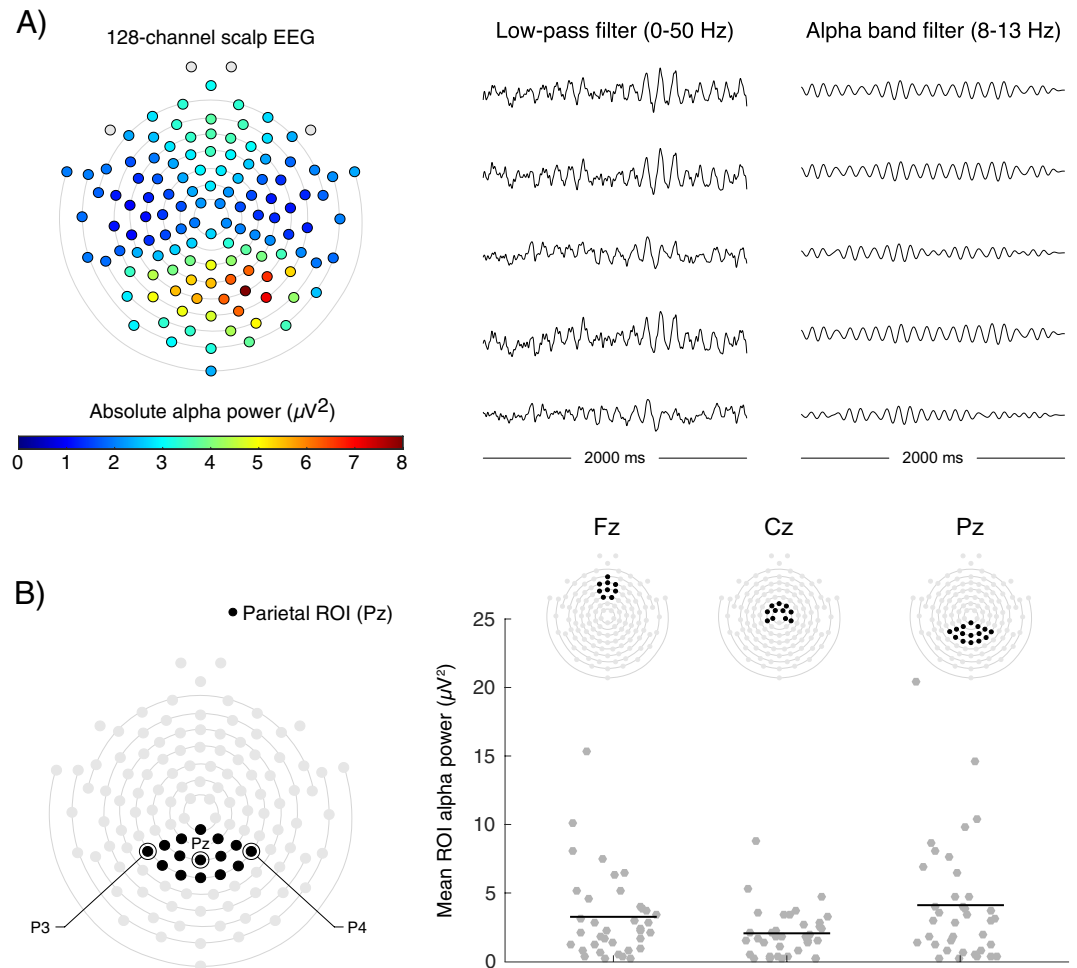 A)
128-channel scalp EEG
Low-pass filter (0-50 Hz)
Alpha band filter (8-13 Hz)
Absolute alpha power (μV²)
0 1 2 3 4 5 6 7 8
2000 ms
2000 ms
B)
Parietal ROI (Pz)
Pz
P3
P4
Fz
Cz
Pz
Mean ROI alpha power (μV²)
25
20
15
10
5
0